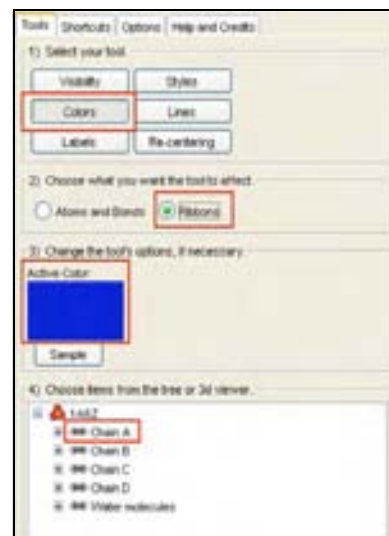 Tools Shortcuts Options Help and Credits
1) Select your tool.
Visibility Styles
Colors Lines
Labels Re-centering
2) Choose what you want the tool to affect.
Atoms and Bonds Ribbons
3) Change the tool's options, if necessary.
Active Color:
Sample
4) Choose items from the tree or 3d viewer.
Chain A
Chain B
Chain C
Chain D
Water molecules